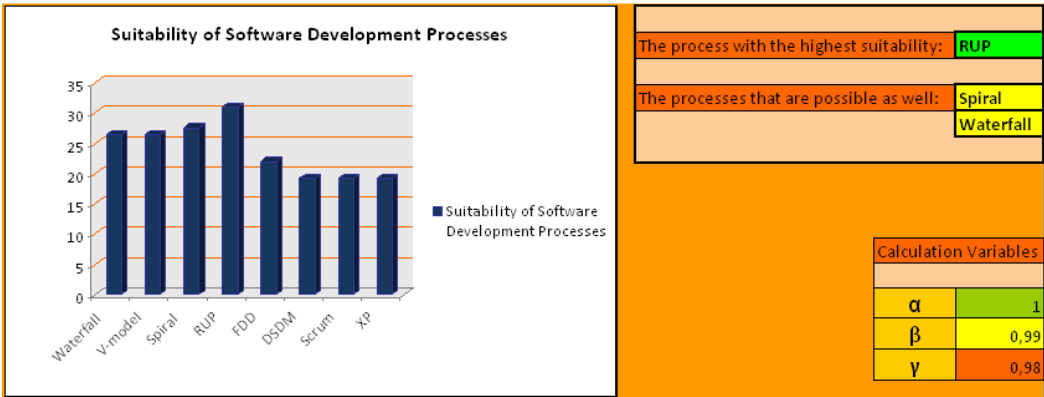 Suitability of Software Development Processes
35
30
25
20
15
10
5
0
Waterfall
V-model
Spiral
RUP
FDD
DSDM
Scrum
XP
Suitability of Software
Development Processes
The process with the highest suitability: RUP
The processes that are possible as well: Spiral
Waterfall
Calculation Variables
α 1
β 0,99
γ 0,98